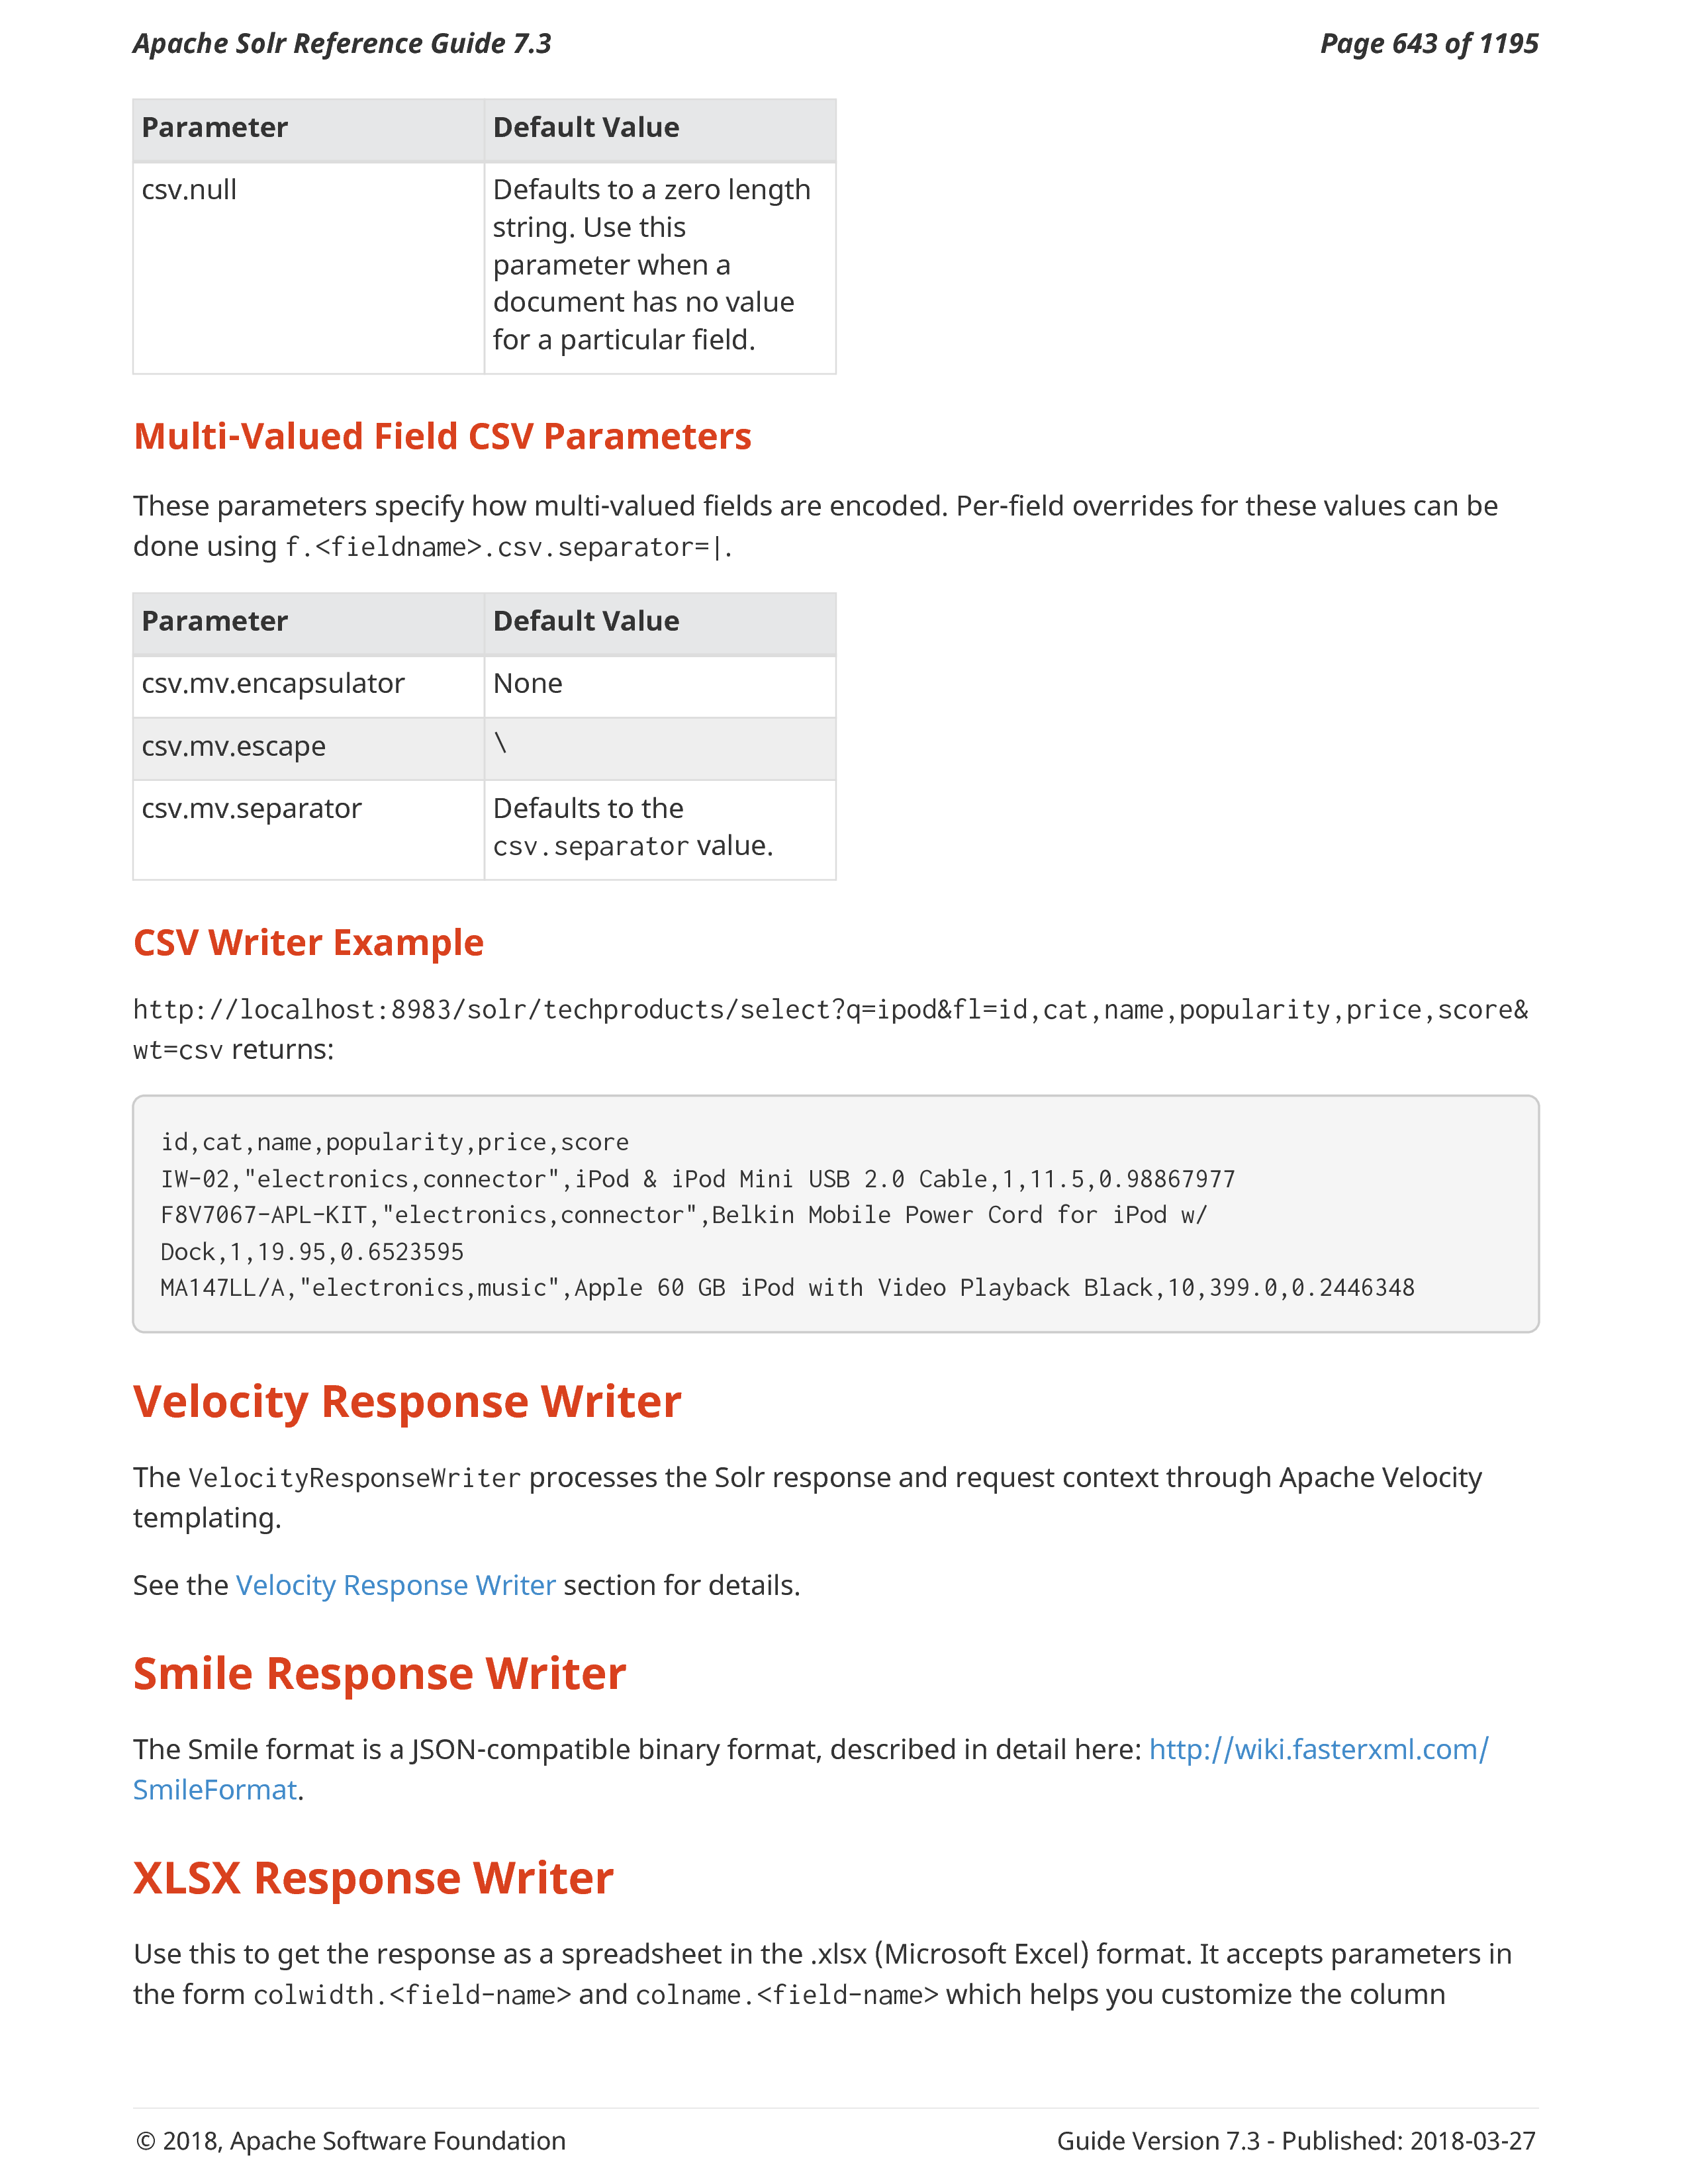 Apache Solr Reference Guide 7.3 Page 643 of 1195
Parameter Default Value
csv.null Defaults to a zero length
string. Use this
parameter when a
document has no value
for a particular field.
Multi-Valued Field CSV Parameters
These parameters specify how multi-valued fields are encoded. Per-field overrides for these values can be
done using f.<fieldname>.csv.separator=|.
Parameter Default Value
csv.mv.encapsulator None
csv.mv.escape \
csv.mv.separator Defaults to the
csv.separator value.
CSV Writer Example
http://localhost:8983/solr/techproducts/select?q=ipod&fl=id,cat,name,popularity,price,score&
wt=csv returns:
id,cat,name,popularity,price,score
IW-02,"electronics,connector",iPod & iPod Mini USB 2.0 Cable,1,11.5,0.98867977
F8V7067-APL-KIT,"electronics,connector",Belkin Mobile Power Cord for iPod w/
Dock,1,19.95,0.6523595
MA147LL/A,"electronics,music",Apple 60 GB iPod with Video Playback Black,10,399.0,0.2446348
Velocity Response Writer
The VelocityResponseWriter processes the Solr response and request context through Apache Velocity
templating.
See the Velocity Response Writer section for details.
Smile Response Writer
The Smile format is a JSON-compatible binary format, described in detail here: http://wiki.fasterxml.com/
SmileFormat.
XLSX Response Writer
Use this to get the response as a spreadsheet in the .xlsx (Microsoft Excel) format. It accepts parameters in
the form colwidth.<field-name> and colname.<field-name> which helps you customize the column
© 2018, Apache Software Foundation Guide Version 7.3 - Published: 2018-03-27